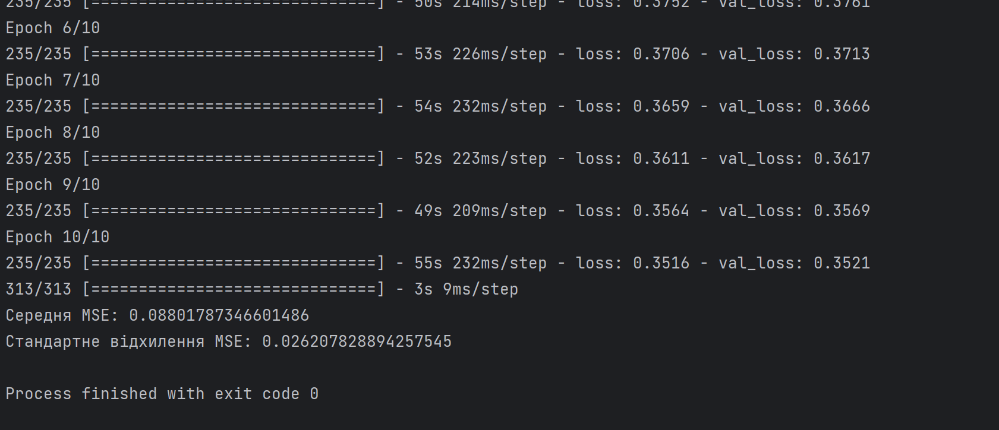 235/235 [==============================] - 50s 214ms/step - loss: 0.3752 - val_loss: 0.3761
Epoch 6/10
235/235 [==============================] - 53s 226ms/step - loss: 0.3706 - val_loss: 0.3713
Epoch 7/10
235/235 [==============================] - 54s 232ms/step - loss: 0.3659 - val_loss: 0.3666
Epoch 8/10
235/235 [==============================] - 52s 223ms/step - loss: 0.3611 - val_loss: 0.3617
Epoch 9/10
235/235 [==============================] - 49s 209ms/step - loss: 0.3564 - val_loss: 0.3569
Epoch 10/10
235/235 [==============================] - 55s 232ms/step - loss: 0.3516 - val_loss: 0.3521
313/313 [==============================] - 3s 9ms/step
Середня MSE: 0.08801787346601486
Стандартне відхилення MSE: 0.026207828894257545
Process finished with exit code 0